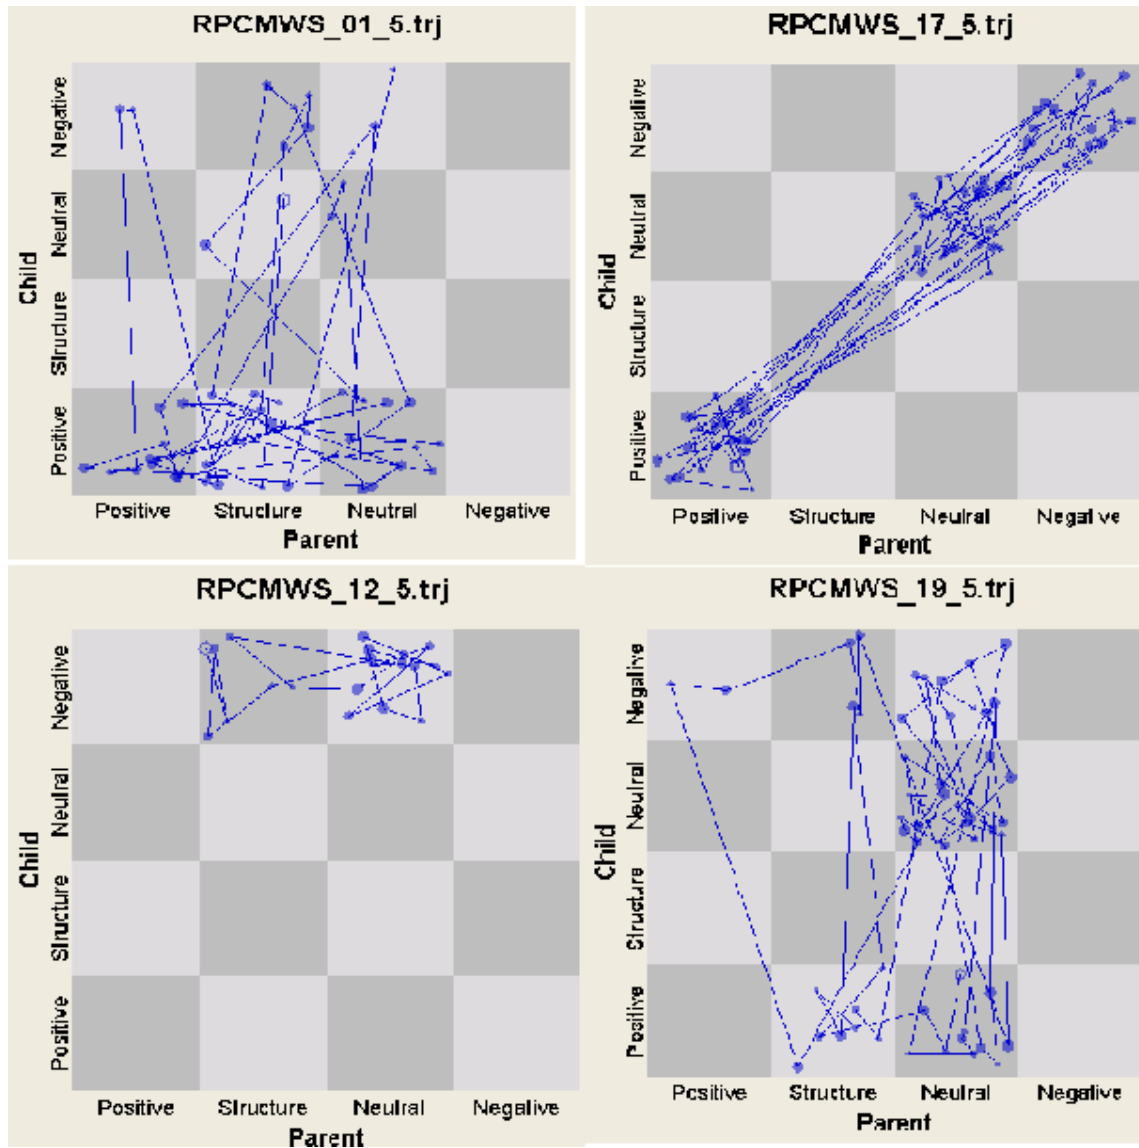 RPCMWS_01_5.trj
Negative
Neutral
Structure
Positive
Child
Positive Structure Neutral Negative
Parent
RPCMWS_17_5.trj
Negative
Neutral
Structure
Positive
Child
Positive Structure Neutral Negative
Parent
RPCMWS_12_5.trj
Negative
Neutral
Structure
Positive
Child
Positive Structure Neutral Negative
Parent
RPCMWS_19_5.trj
Negative
Neutral
Structure
Positive
Child
Positive Structure Neutral Negative
Parent